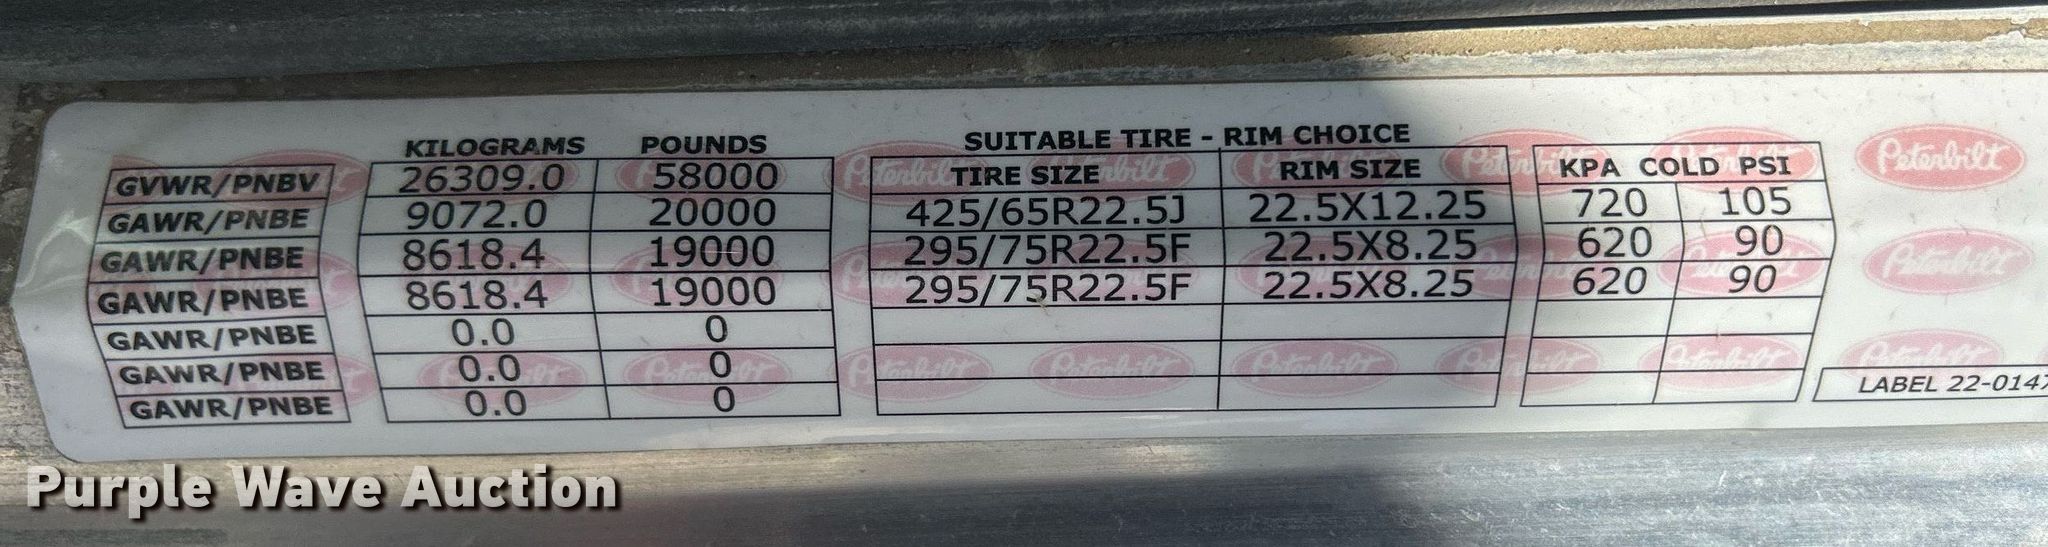 KILOGRAMS POUNDS SUITABLE TIRE - RIM CHOICE
GVWR/PNBV 26309.0 58000 TIRE SIZE RIM SIZE KPA COLD PSI
GAWR/PNBE 9072.0 20000 425/65R22.5J 22.5X12.25 720 105
GAWR/PNBE 8618.4 19000 295/75R22.5F 22.5X8.25 620 90
GAWR/PNBE 8618.4 19000 295/75R22.5F 22.5X8.25 620 90
GAWR/PNBE 0.0 0
GAWR/PNBE 0.0 0
GAWR/PNBE 0.0 0
LABEL 22-0147
Peterbilt
Purple Wave Auction